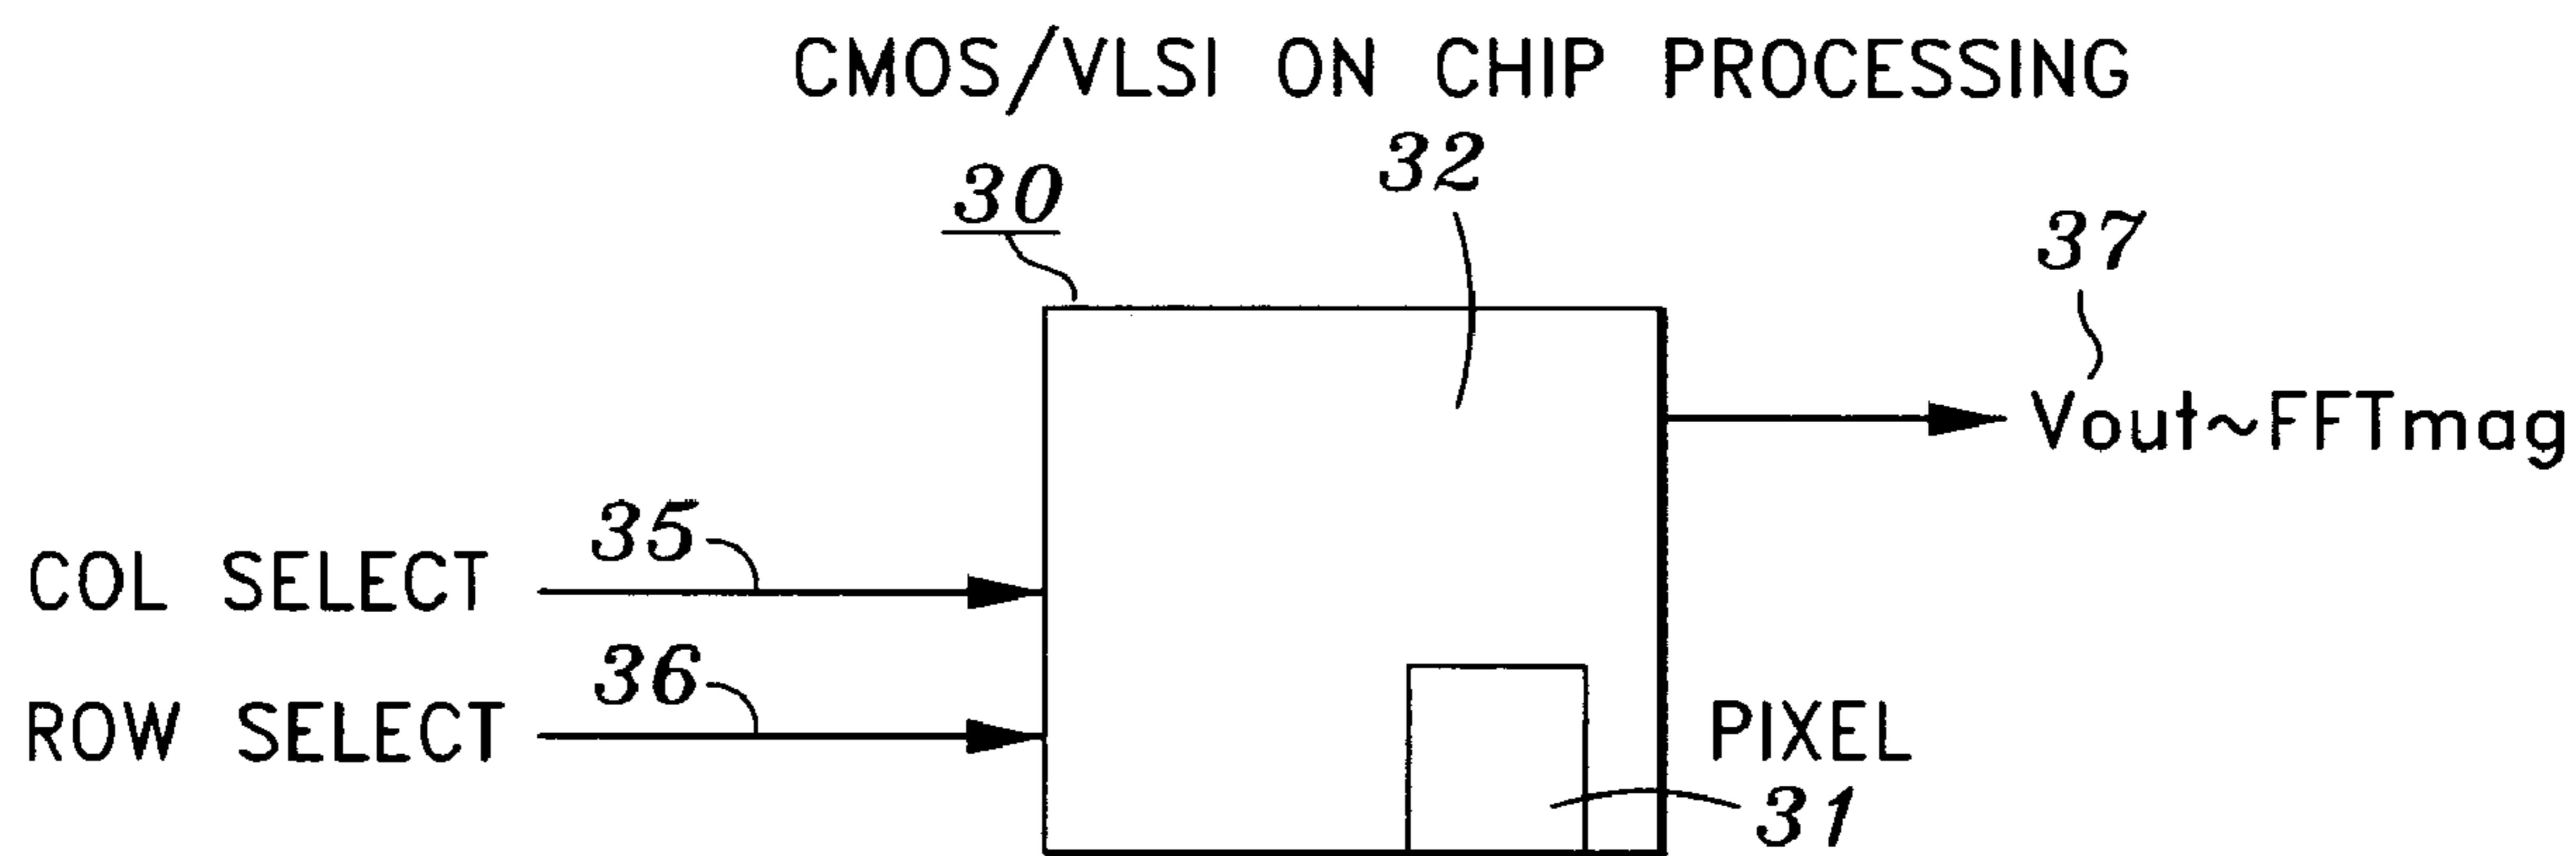 CMOS/VLSI ON CHIP PROCESSING
32
30
37
Vout~FFTmag
35
COL SELECT
36
ROW SELECT
PIXEL
31